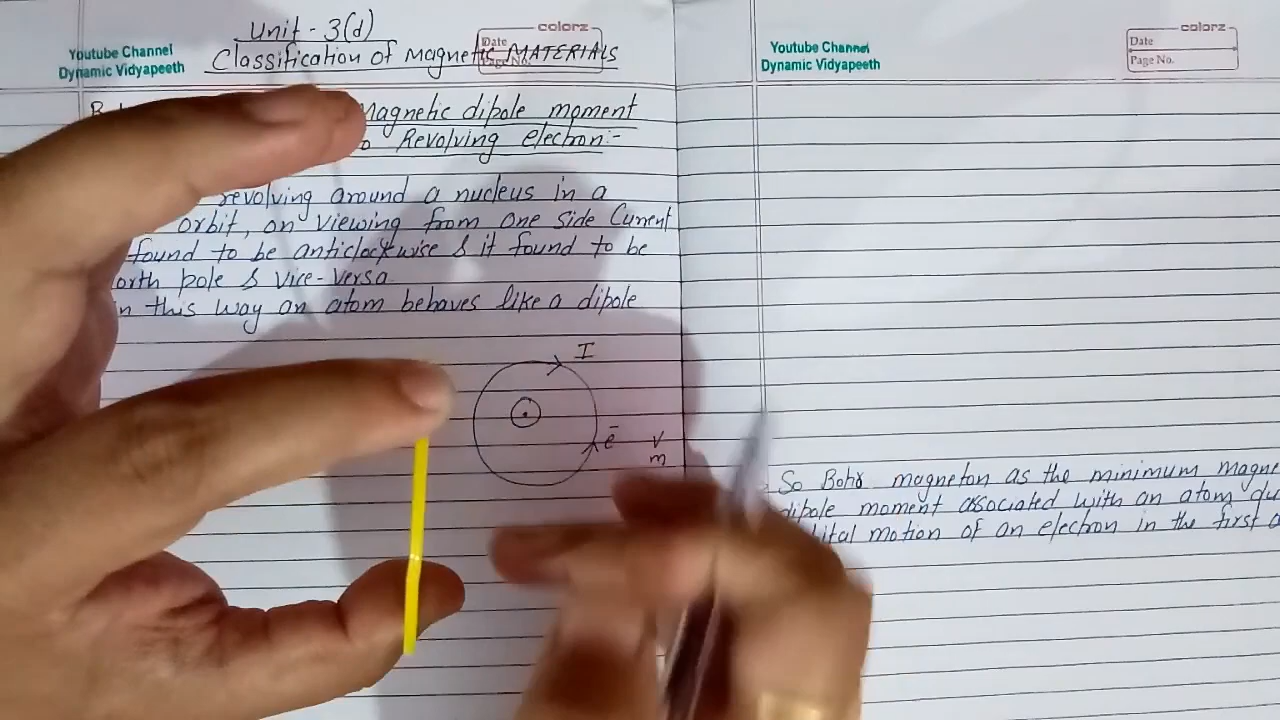 Unit - 3(d)
colorz
Date
Page No.
Youtube Channel
Dynamic Vidyapeeth
Classification of Magnetic MATERIALS
Magnetic dipole moment
Revolving electron:-
revolving around a nucleus in a
orbit, on viewing from one side Current
found to be anticlockwise & it found to be
orth pole & vice-versa
in this way an atom behaves like a dipole
I
e̅
v
m
Youtube Channel
Dynamic Vidyapeeth
colorz
Date
Page No.
So Bohr magneton as the minimum magne
dipole moment associated with an atom du
bital motion of an electron in the first o